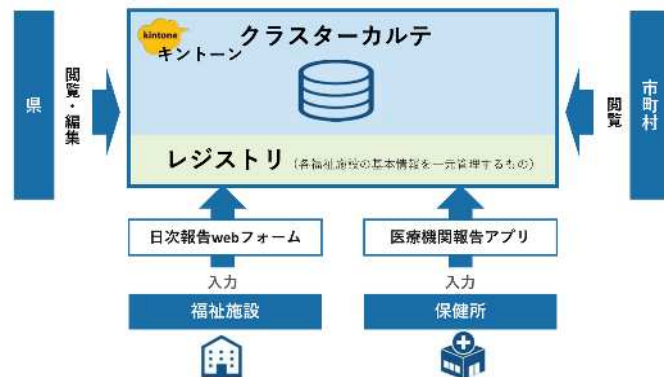 kintone
キントーン
クラスターカルテ
県
閲覧・編集
閲覧
市町村
レジストリ（各福祉施設の基本情報を一元管理するもの）
日次報告webフォーム
医療機関報告アプリ
入力
入力
福祉施設
保健所